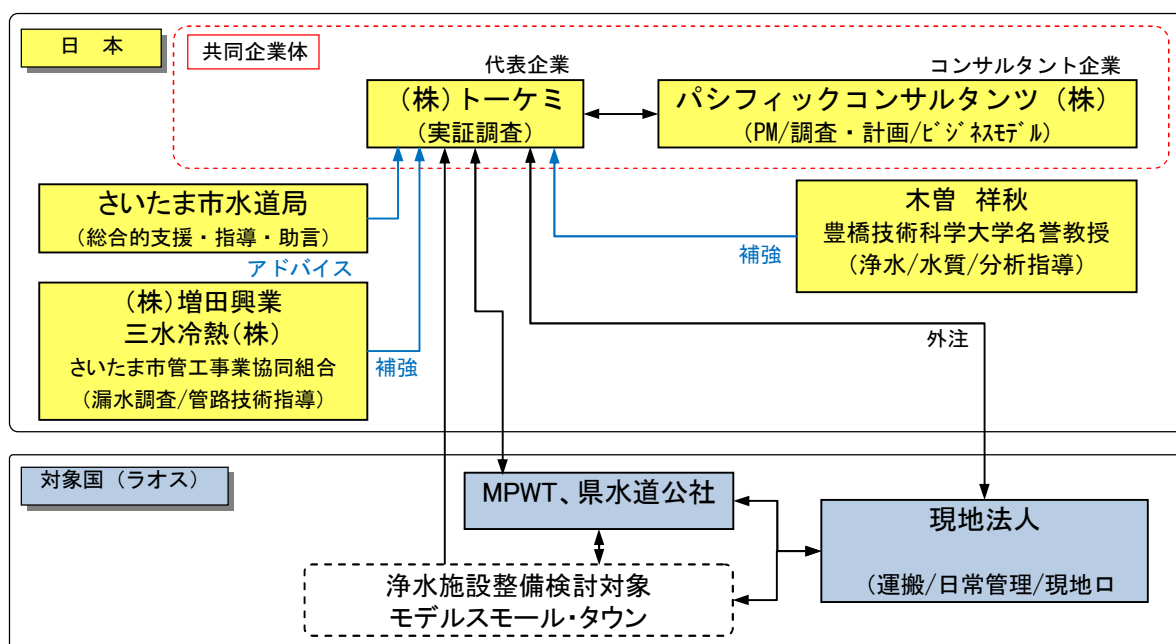 日 本
共同企業体
代表企業
(株)トーケミ
(実証調査)
コンサルタント企業
パシフィックコンサルタンツ (株)
(PM/調査・計画/ﾋﾞｼﾞﾈｽﾓﾃﾞﾙ)
さいたま市水道局
(総合的支援・指導・助言)
アドバイス
木曽 祥秋
豊橋技術科学大学名誉教授
(浄水/水質/分析指導)
補強
(株)増田興業
三水冷熱(株)
さいたま市管工事業協同組合
(漏水調査/管路技術指導)
補強
外注
対象国(ラオス)
MPWT、県水道公社
現地法人
(運搬/日常管理/現地ロ
浄水施設整備検討対象
モデルスモール・タウン